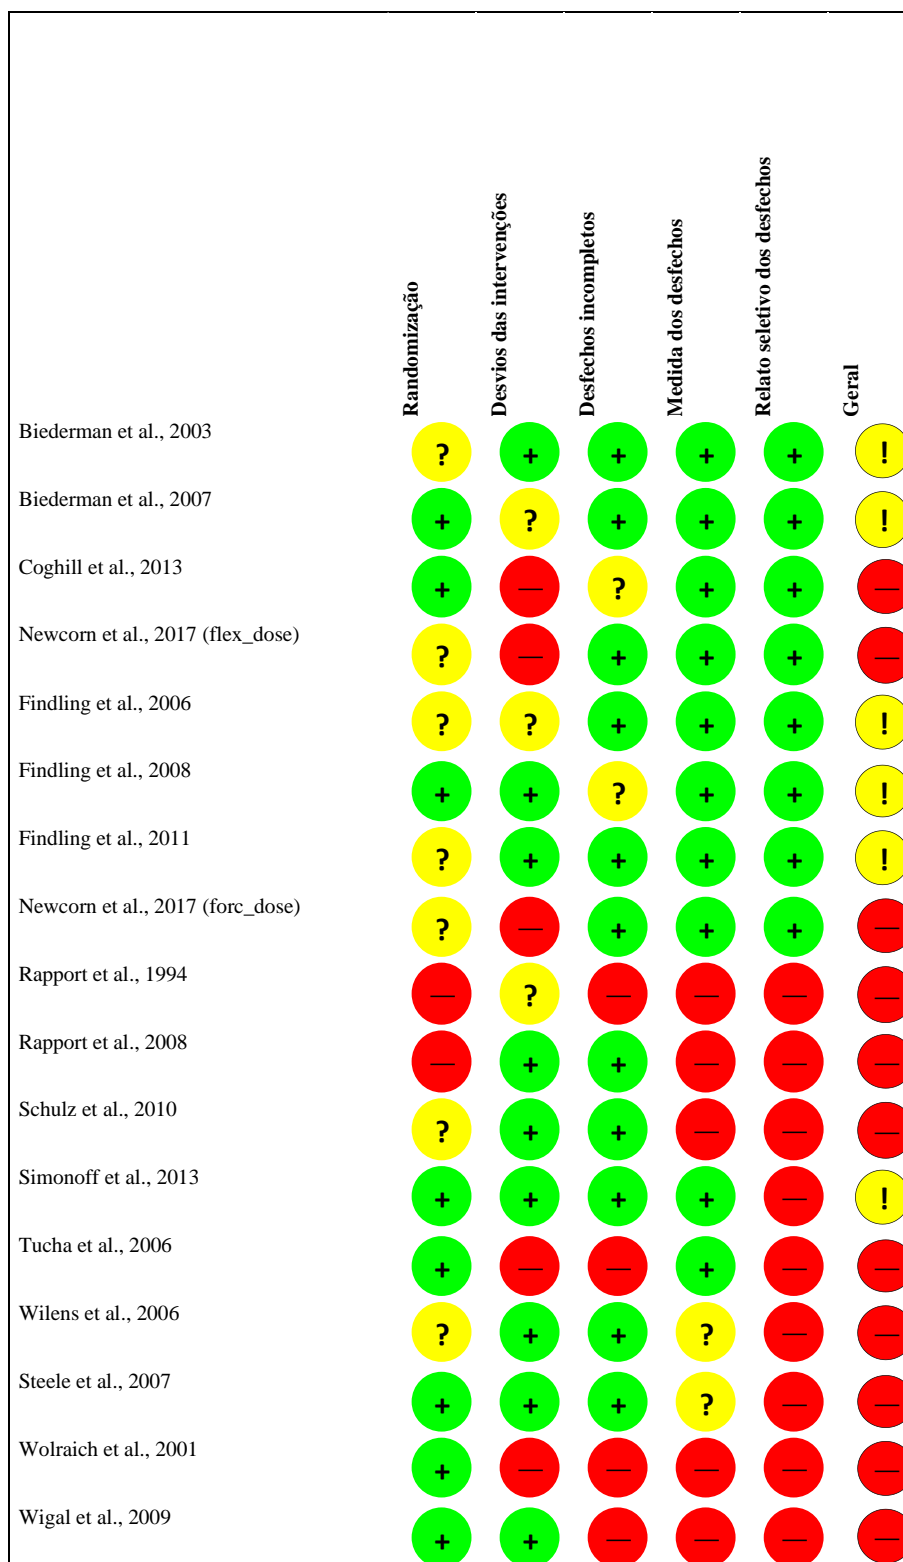 Randomização
Desvios das intervenções
Desfechos incompletos
Medida dos desfechos
Relato seletivo dos desfechos
Geral
Biederman et al., 2003 ? + + + + !
Biederman et al., 2007 + ? + + + !
Coghill et al., 2013 + — ? + + —
Newcorn et al., 2017 (flex_dose) ? — + + + —
Findling et al., 2006 ? ? + + + !
Findling et al., 2008 + + ? + + !
Findling et al., 2011 ? + + + + !
Newcorn et al., 2017 (forc_dose) ? — + + + —
Rapport et al., 1994 — ? — — — —
Rapport et al., 2008 — + + — — —
Schulz et al., 2010 ? + + — — —
Simonoff et al., 2013 + + + + — !
Tucha et al., 2006 + — — + — —
Wilens et al., 2006 ? + + ? — —
Steele et al., 2007 + + + ? — —
Wolraich et al., 2001 + — — — — —
Wigal et al., 2009 + + — — — —